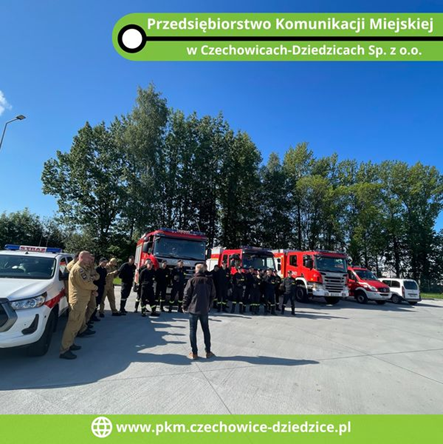 Przedsiębiorstwo Komunikacji Miejskiej
w Czechowicach-Dziedzicach Sp. z o.o.
STRAŻ
www.pkm.czechowice-dziedzice.pl